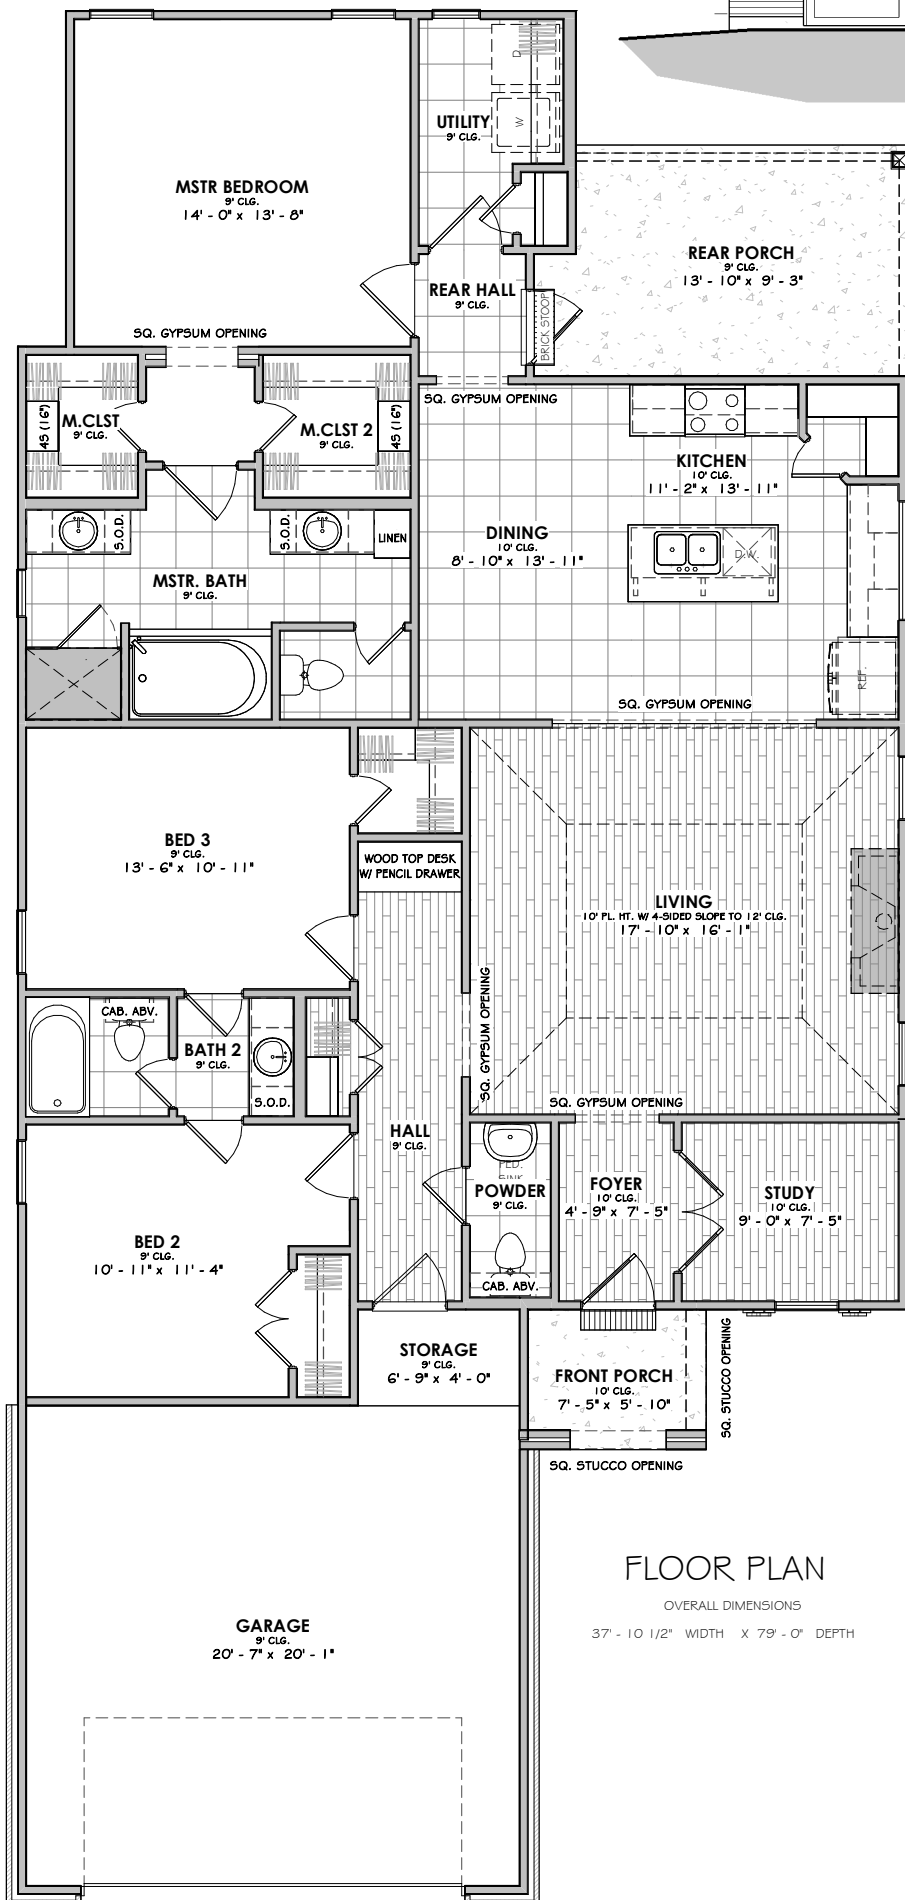 D
UTILITY
9' CLG.
W
MSTR BEDROOM
9' CLG.
14' - 0" x 13' - 8"
REAR PORCH
9' CLG.
13' - 10" x 9' - 3"
REAR HALL
9' CLG.
BRICK STOOP
SQ. GYPSUM OPENING
SQ. GYPSUM OPENING
M.CLST
9' CLG.
4S (16")
M.CLST 2
9' CLG.
4S (16")
KITCHEN
10' CLG.
11' - 2" x 13' - 11"
DINING
10' CLG.
8' - 10" x 13' - 11"
S.O.D.
S.O.D.
LINEN
D.W.
MSTR. BATH
9' CLG.
REF.
SQ. GYPSUM OPENING
BED 3
9' CLG.
13' - 6" x 10' - 11"
WOOD TOP DESK
W/ PENCIL DRAWER
LIVING
10' PL. HT. W/ 4-SIDED SLOPE TO 12' CLG.
17' - 10" x 16' - 1"
SQ. GYPSUM OPENING
CAB. ABV.
BATH 2
9' CLG.
S.O.D.
SQ. GYPSUM OPENING
HALL
9' CLG.
PED.
SINK
POWDER
9' CLG.
FOYER
10' CLG.
4' - 9" x 7' - 5"
STUDY
10' CLG.
9' - 0" x 7' - 5"
BED 2
9' CLG.
10' - 11" x 11' - 4"
CAB. ABV.
STORAGE
9' CLG.
6' - 9" x 4' - 0"
FRONT PORCH
10' CLG.
7' - 5" x 5' - 10"
SQ. STUCCO OPENING
SQ. STUCCO OPENING
FLOOR PLAN
OVERALL DIMENSIONS
37' - 10 1/2" WIDTH X 79' - 0" DEPTH
GARAGE
9' CLG.
20' - 7" x 20' - 1"